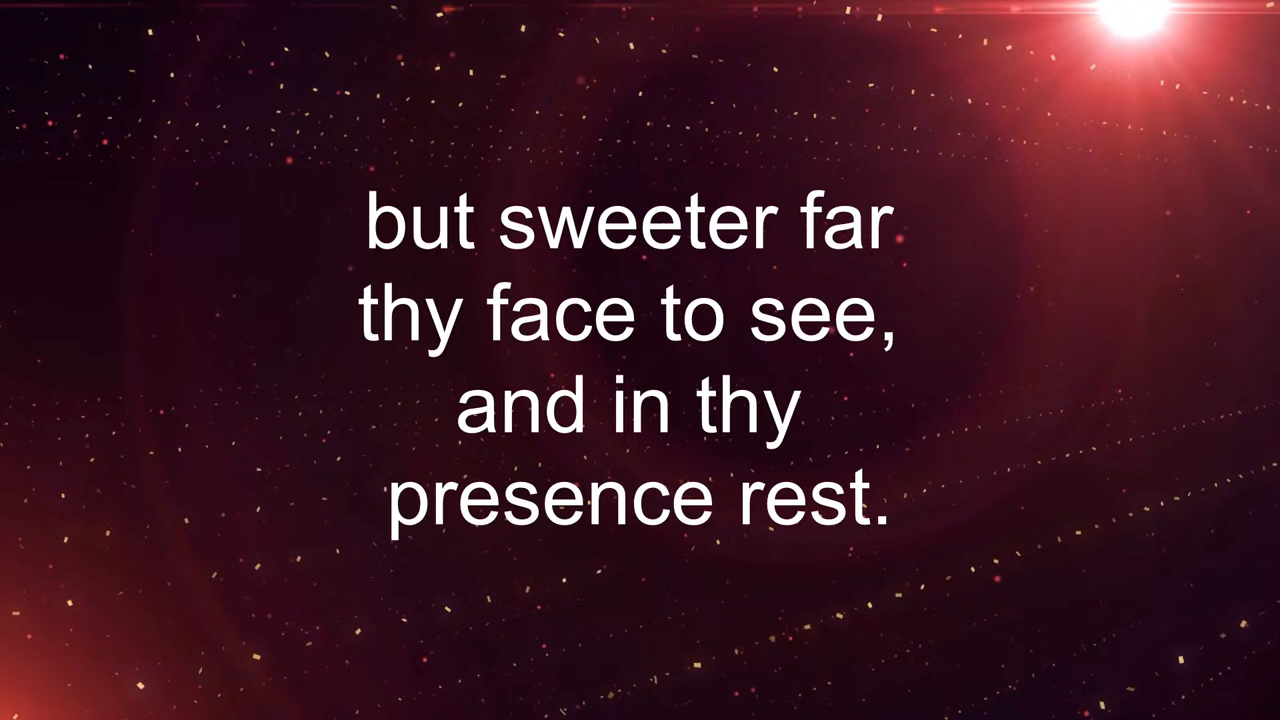 but sweeter far
thy face to see,
and in thy
presence rest.